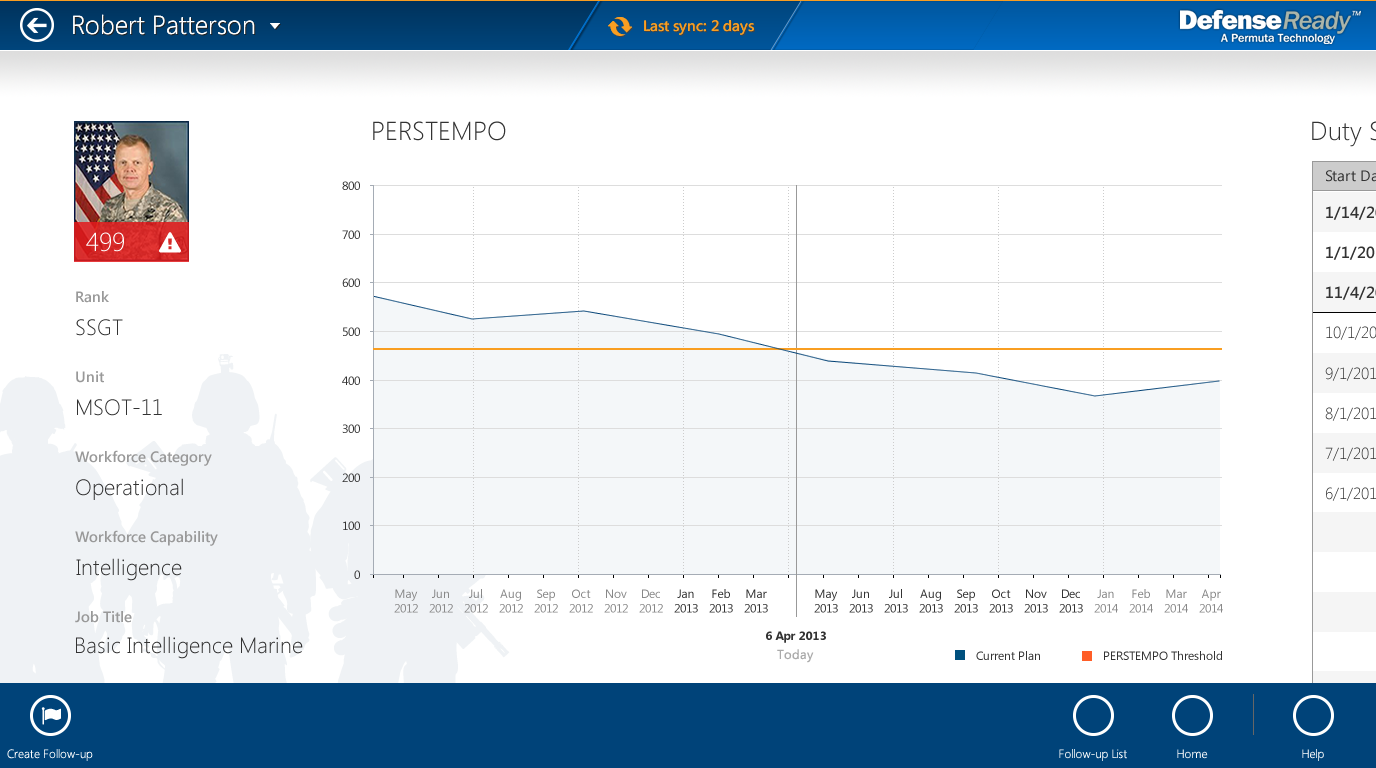 Robert Patterson
Last sync: 2 days
DefenseReady™
A Permuta Technology
499
Rank
SSGT
Unit
MSOT-11
Workforce Category
Operational
Workforce Capability
Intelligence
Job Title
Basic Intelligence Marine
PERSTEMPO
800
700
600
500
400
300
200
100
0
May Jun Jul Aug Sep Oct Nov Dec Jan Feb Mar May Jun Jul Aug Sep Oct Nov Dec Jan Feb Mar Apr
2012 2012 2012 2012 2012 2012 2012 2012 2013 2013 2013 2013 2013 2013 2013 2013 2013 2013 2013 2014 2014 2014 2014
6 Apr 2013
Today
Current Plan
PERSTEMPO Threshold
Duty S
Start Da
1/14/20
1/1/20
11/4/20
10/1/20
9/1/201
8/1/201
7/1/201
6/1/201
Create Follow-up
Follow-up List
Home
Help